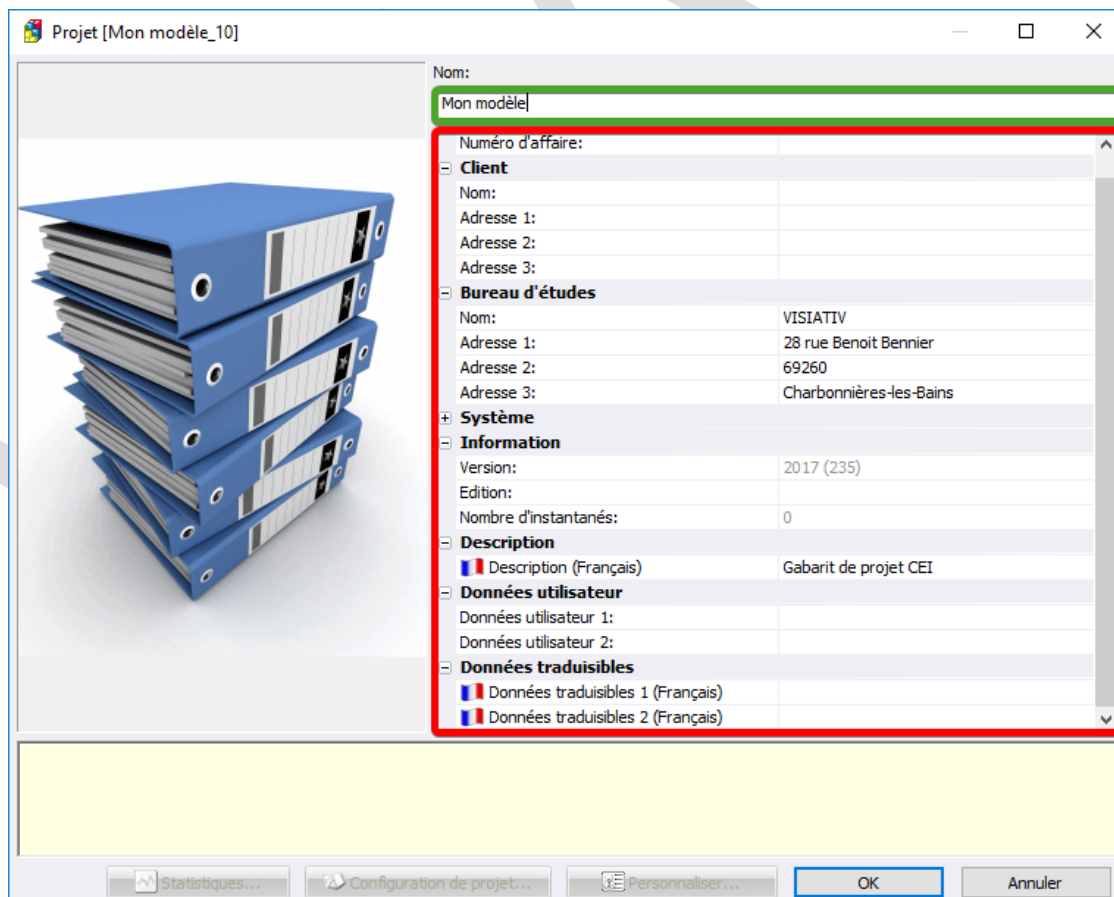 Projet [Mon modèle_10]
Nom:
Mon modèle
Numéro d'affaire:
Client
Nom:
Adresse 1:
Adresse 2:
Adresse 3:
Bureau d'études
Nom: VISIATIV
Adresse 1: 28 rue Benoit Bennier
Adresse 2: 69260
Adresse 3: Charbonnières-les-Bains
Système
Information
Version: 2017 (235)
Edition:
Nombre d'instantanés: 0
Description
Description (Français) Gabarit de projet CEI
Données utilisateur
Données utilisateur 1:
Données utilisateur 2:
Données traduisibles
Données traduisibles 1 (Français)
Données traduisibles 2 (Français)
Statistiques... Configuration de projet... Personnaliser... OK Annuler